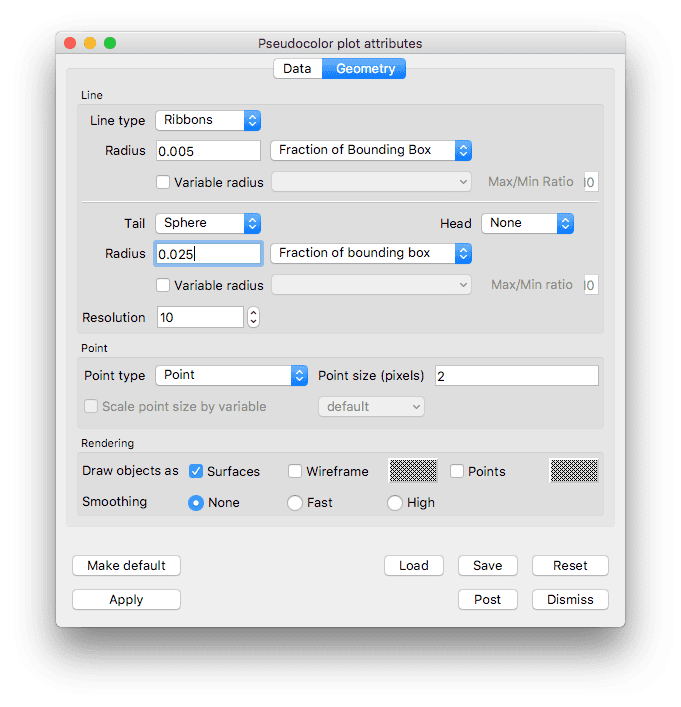 Pseudocolor plot attributes
Data Geometry
Line
Line type Ribbons
Radius 0.005 Fraction of Bounding Box
Variable radius Max/Min Ratio 10
Tail Sphere Head None
Radius 0.025 Fraction of bounding box
Variable radius Max/Min ratio 10
Resolution 10
Point
Point type Point Point size (pixels) 2
Scale point size by variable default
Rendering
Draw objects as Surfaces Wireframe Points
Smoothing None Fast High
Make default Load Save Reset
Apply Post Dismiss